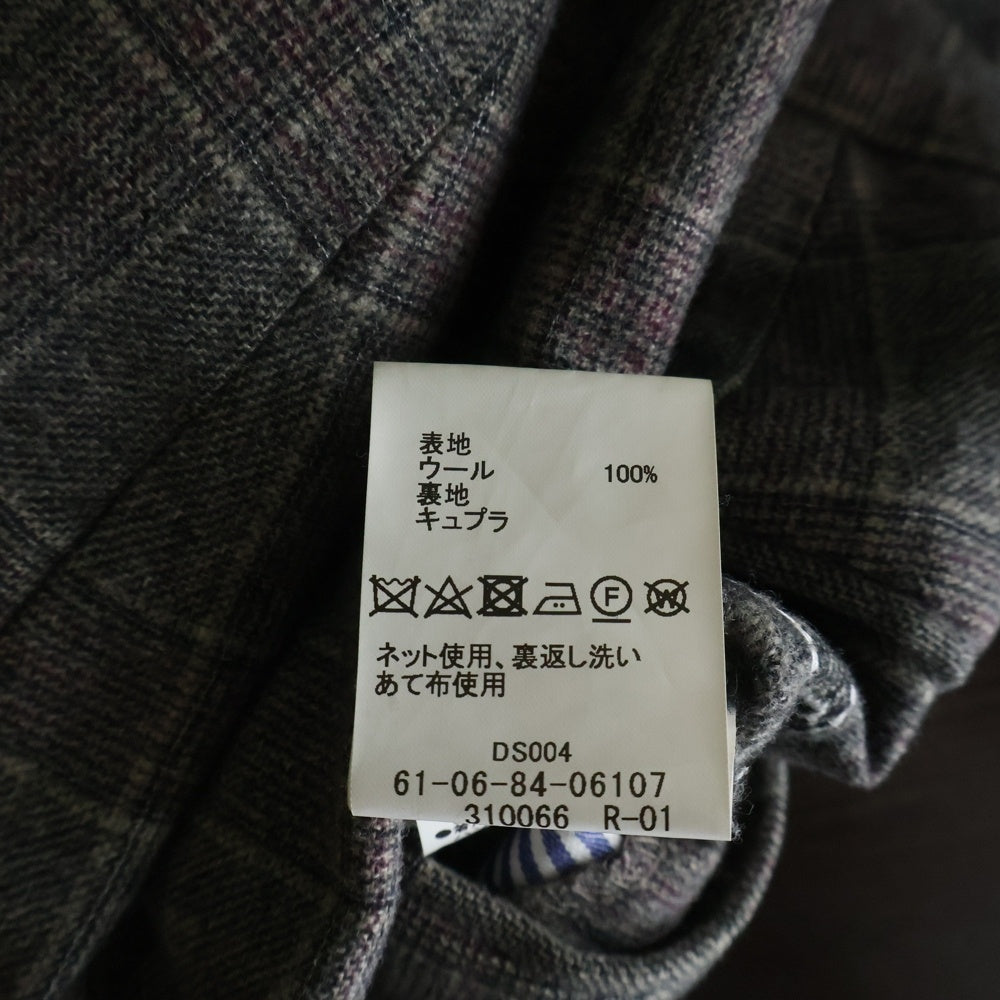 表地
ウール 100%
裏地
キュプラ
F W
ネット使用、裏返し洗い
あて布使用
DS004
61-06-84-06107
310066 R-01